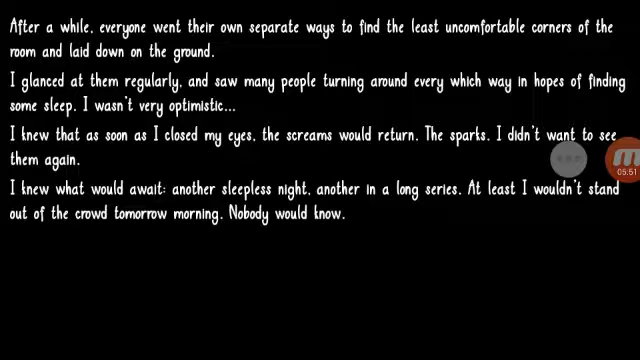 After a while, everyone went their own separate ways to find the least uncomfortable corners of the
room and laid down on the ground.
I glanced at them regularly, and saw many people turning around every which way in hopes of finding
some sleep. I wasn't very optimistic...
I knew that as soon as I closed my eyes, the screams would return. The sparks. I didn't want to see
them again.
I knew what would await: another sleepless night, another in a long series. At least I wouldn't stand
out of the crowd tomorrow morning. Nobody would know.
05:51